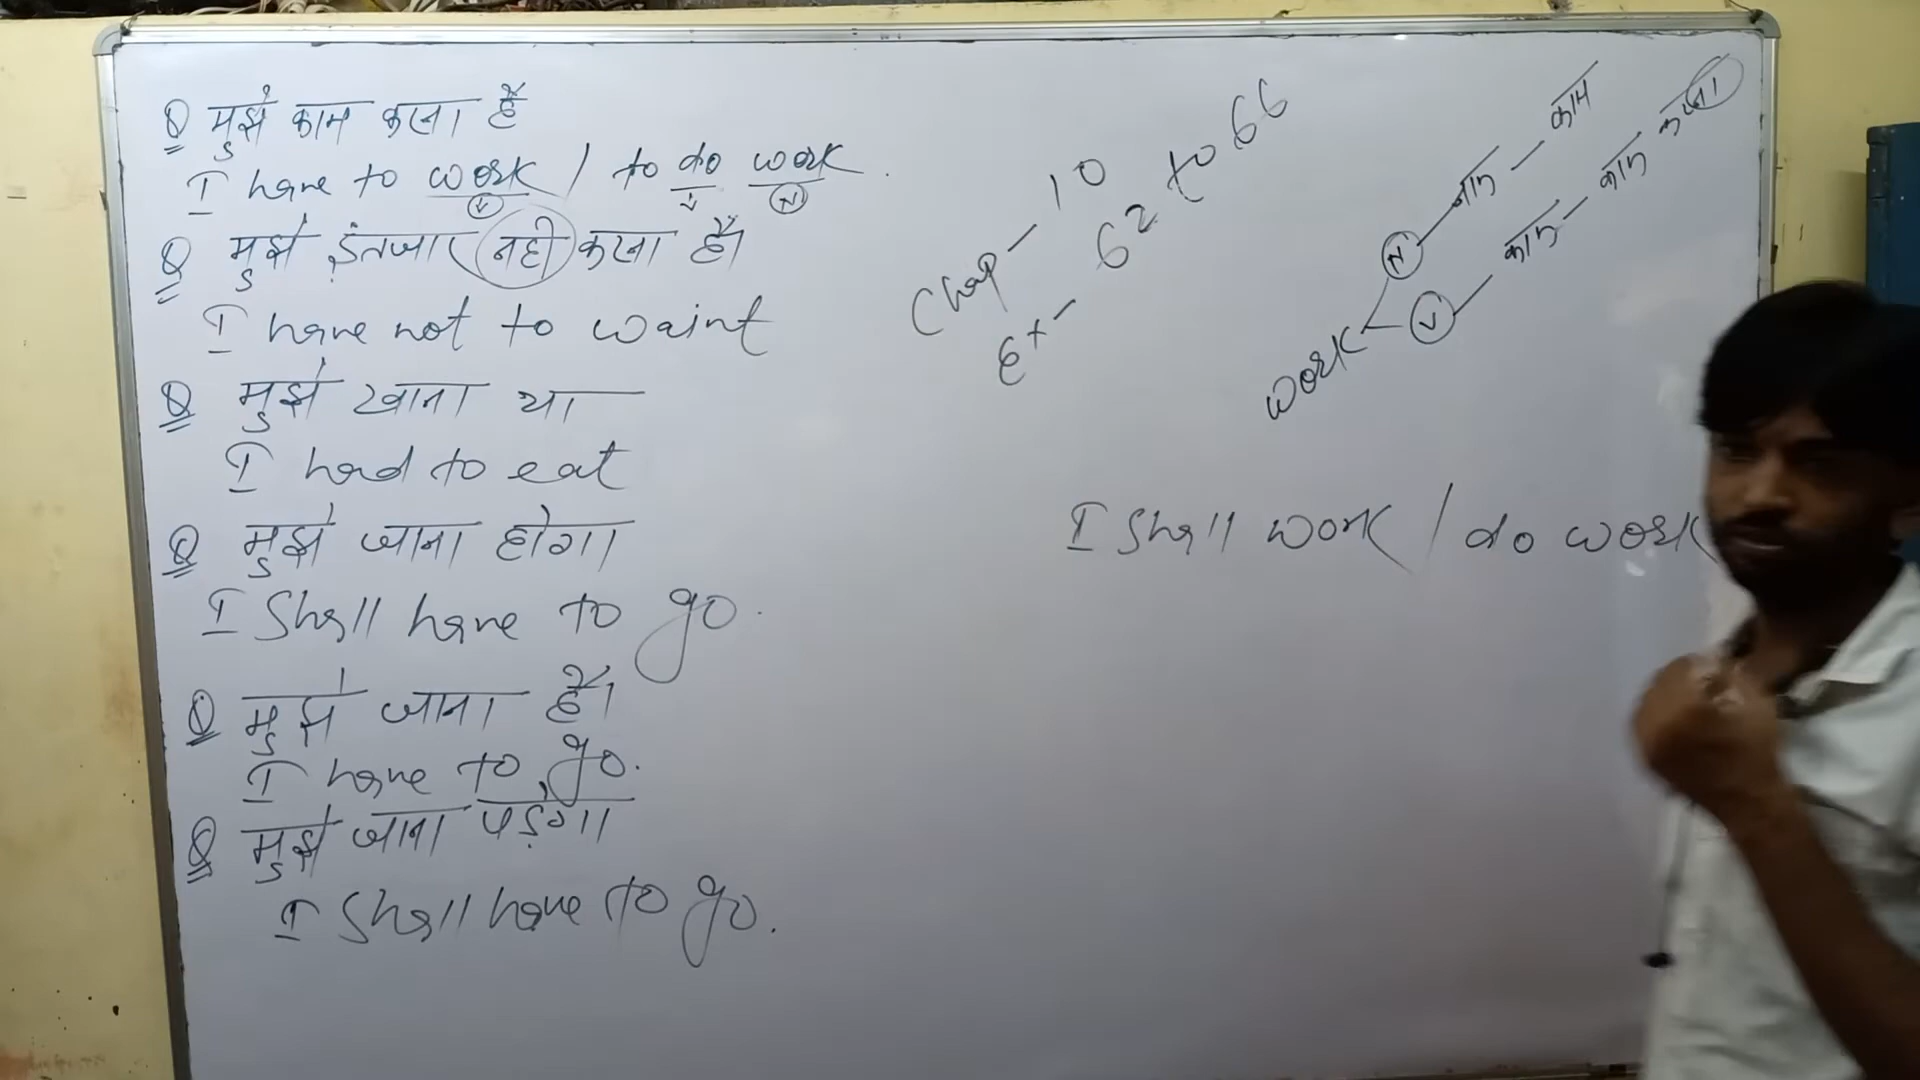 Q मुझे काम करना है
I have to work / to do work.
V V N
Q मुझे इंतजार नही करना है।
I have not to waint
Q मुझे खाना था
I had to eat
Q मुझे जाना होगा
I Shall have to go.
Q मुझे जाना है।
I have to go.
Q मुझे जाना पड़ेगा
I Shall have to go.
Chap - 10
Ex - 62 to 66
work
N - नाम - काम
V - काम - काम करना
I Shall work / do work